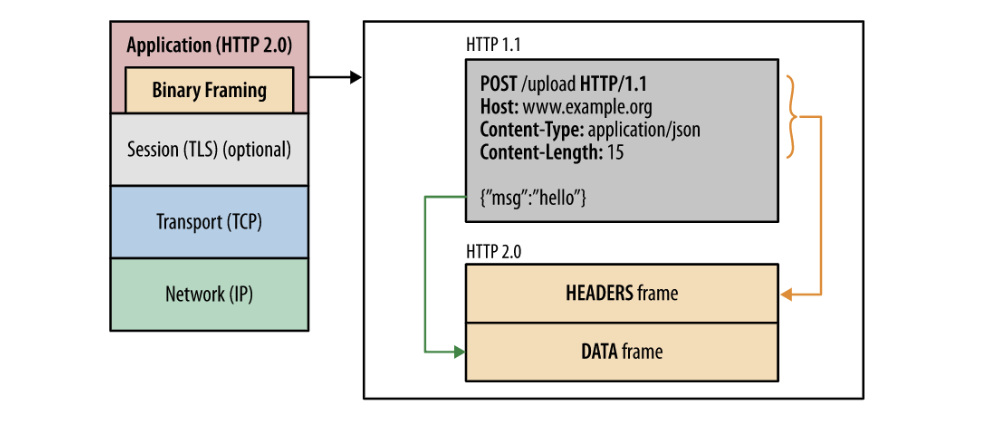 Application (HTTP 2.0)
Binary Framing
Session (TLS) (optional)
Transport (TCP)
Network (IP)
HTTP 1.1
POST /upload HTTP/1.1
Host: www.example.org
Content-Type: application/json
Content-Length: 15
{”msg”:”hello”}
HTTP 2.0
HEADERS frame
DATA frame